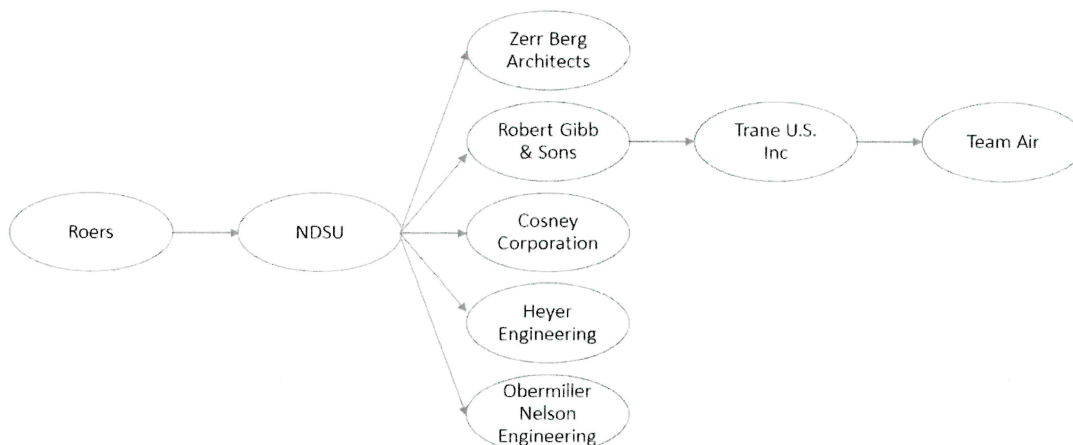 Zerr Berg
Architects
Robert Gibb
& Sons
Trane U.S.
Inc
Team Air
Roers
NDSU
Cosney
Corporation
Heyer
Engineering
Obermiller
Nelson
Engineering